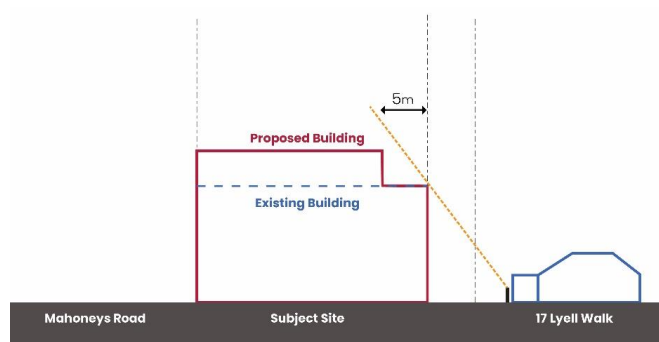 5m
Proposed Building
Existing Building
Mahoneys Road
Subject Site
17 Lyell Walk